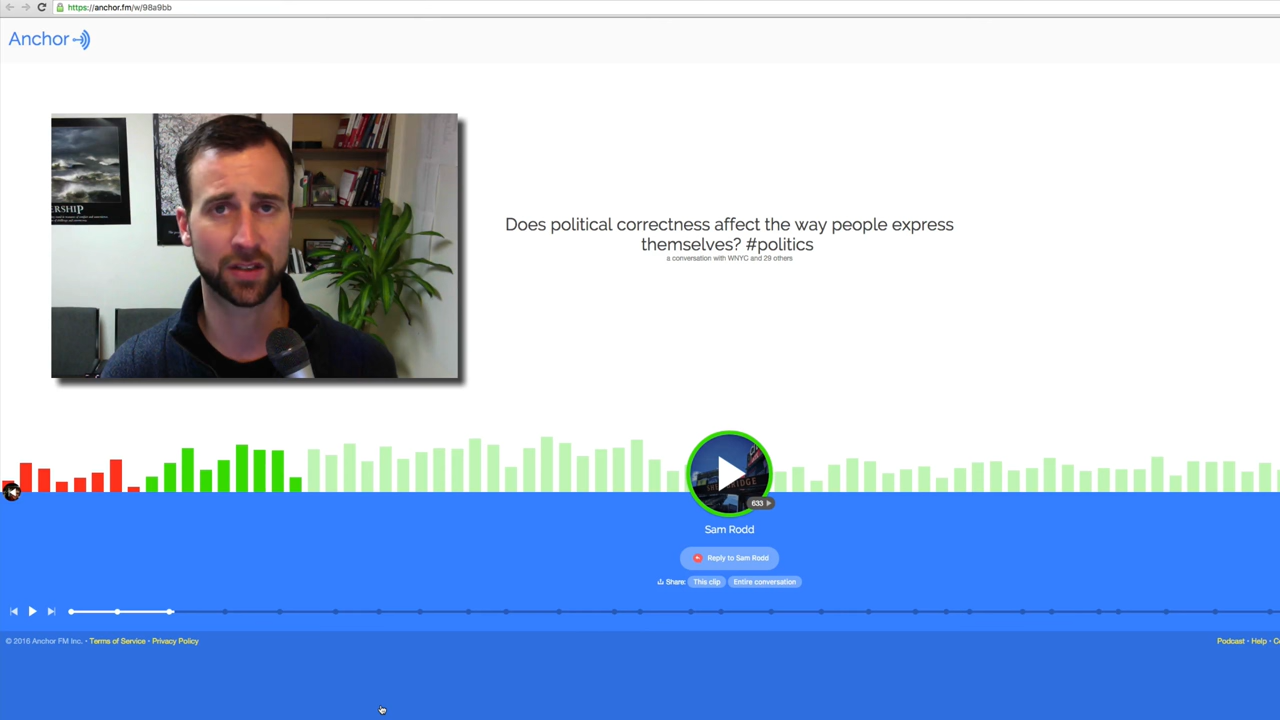 https://anchor.fm/w/98a9bb
Anchor
ERSHIP
Does political correctness affect the way people express
themselves? #politics
a conversation with WNYC and 29 others
633
Sam Rodd
Reply to Sam Rodd
Share: This clip Entire conversation
© 2016 Anchor FM Inc. · Terms of Service · Privacy Policy
Podcast · Help · C